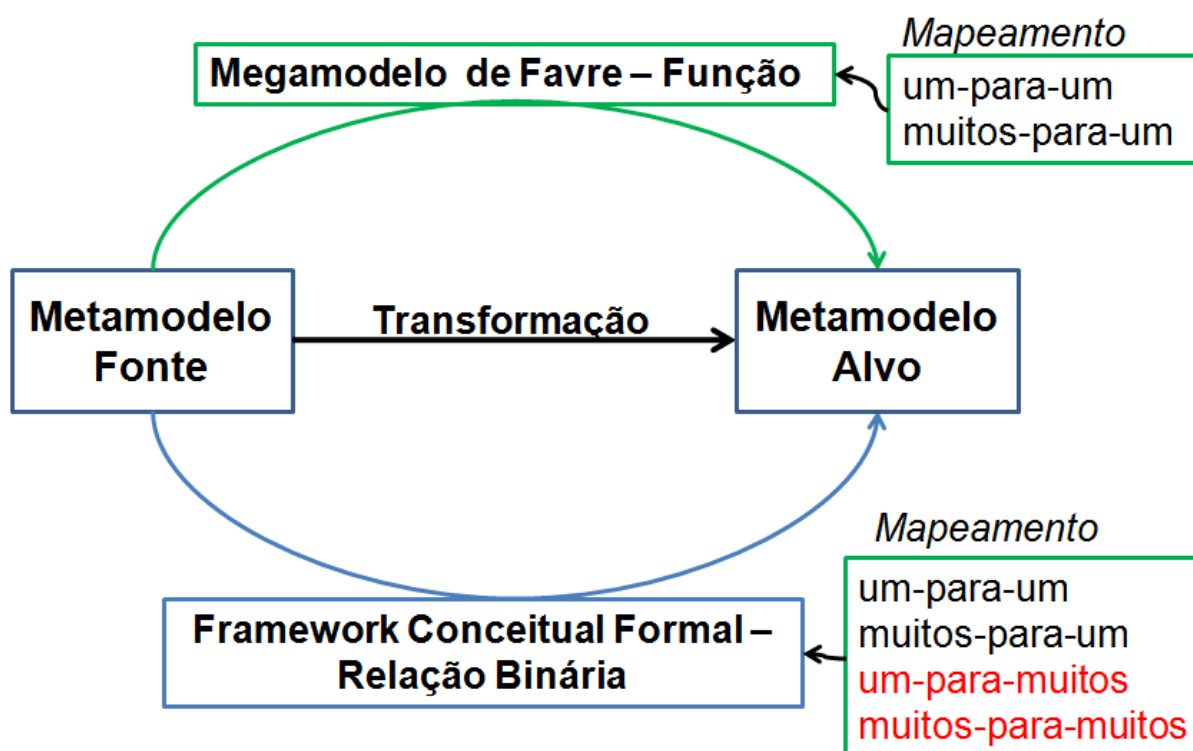 Mapeamento
Megamodelo de Favre – Função
um-para-um
muitos-para-um
Metamodelo
Fonte
Transformação
Metamodelo
Alvo
Mapeamento
Framework Conceitual Formal –
Relação Binária
um-para-um
muitos-para-um
um-para-muitos
muitos-para-muitos